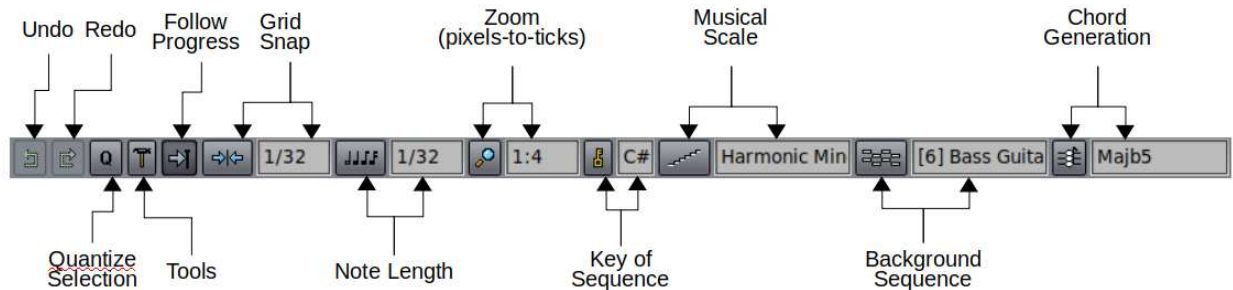 Undo Redo
Follow
Progress
Grid
Snap
Zoom
(pixels-to-ticks)
Musical
Scale
Chord
Generation
Q 1/32 1/32 1:4 C# Harmonic Min [6] Bass Guita Majb5
Quantize
Selection
Tools
Note Length
Key of
Sequence
Background
Sequence